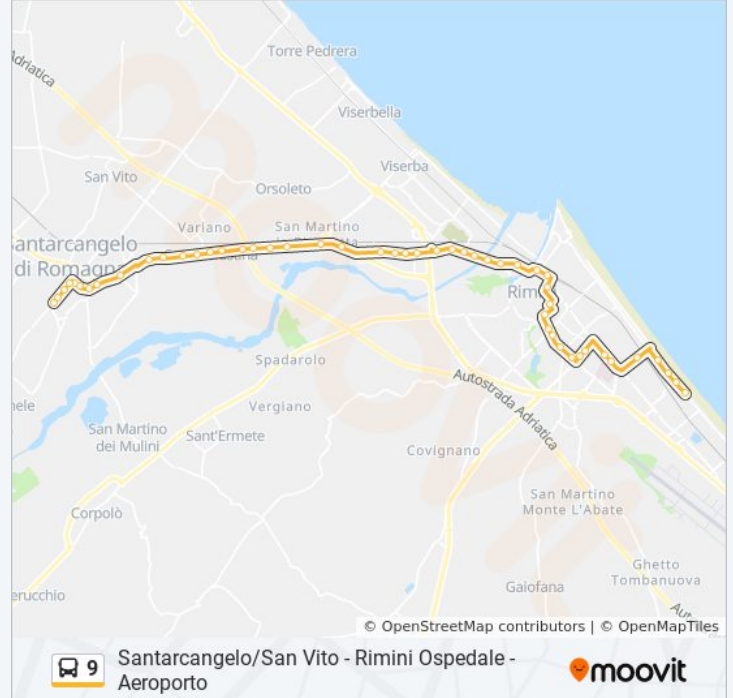 Torre Pedrera
Adriatica
Viserbella
Viserba
San Vito
Orsoleto
Variano
San Martino
antarcangelo
di Romagna
Rim
Spadarolo
Autostrada Adriatica
nele
Vergiano
San Martino
dei Mulini
Sant'Ermete
Covignano
San Martino
Monte L'Abate
Corpolò
Ghetto
Tombanuova
erucchio
Gaiofana
© OpenStreetMap contributors | © OpenMapTiles
9
Santarcangelo/San Vito - Rimini Ospedale -
Aeroporto
moovit